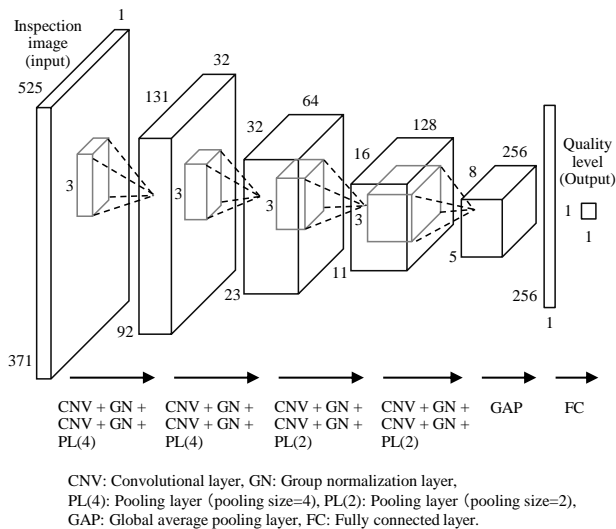 Inspection
image
(input)
1
525
371
3
131
32
92
3
32
64
23
3
16
128
11
3
8
256
5
256
1
Quality
level
(Output)
1
1
CNV + GN +
CNV + GN +
PL(4)
CNV + GN +
CNV + GN +
PL(4)
CNV + GN +
CNV + GN +
PL(2)
CNV + GN +
CNV + GN +
PL(2)
GAP
FC
CNV: Convolutional layer, GN: Group normalization layer,
PL(4): Pooling layer (pooling size=4), PL(2): Pooling layer (pooling size=2),
GAP: Global average pooling layer, FC: Fully connected layer.